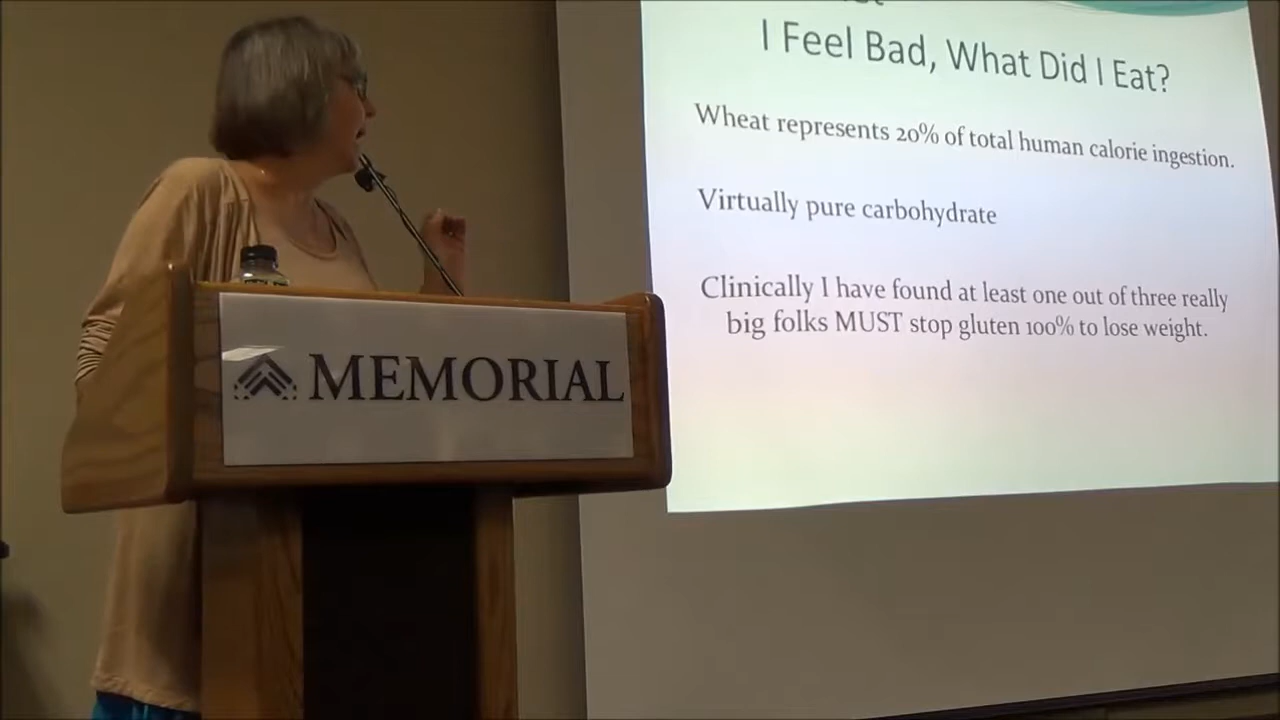 I Feel Bad, What Did I Eat?
Wheat represents 20% of total human calorie ingestion.
Virtually pure carbohydrate
Clinically I have found at least one out of three really
big folks MUST stop gluten 100% to lose weight.
MEMORIAL